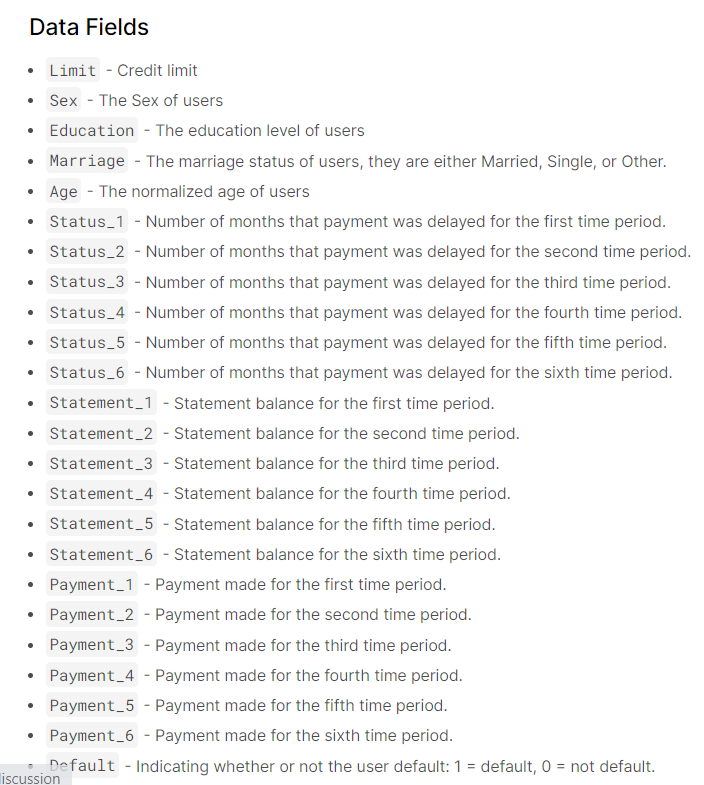 Data Fields
Limit - Credit limit
Sex - The Sex of users
Education - The education level of users
Marriage - The marriage status of users, they are either Married, Single, or Other.
Age - The normalized age of users
Status_1 - Number of months that payment was delayed for the first time period.
Status_2 - Number of months that payment was delayed for the second time period.
Status_3 - Number of months that payment was delayed for the third time period.
Status_4 - Number of months that payment was delayed for the fourth time period.
Status_5 - Number of months that payment was delayed for the fifth time period.
Status_6 - Number of months that payment was delayed for the sixth time period.
Statement_1 - Statement balance for the first time period.
Statement_2 - Statement balance for the second time period.
Statement_3 - Statement balance for the third time period.
Statement_4 - Statement balance for the fourth time period.
Statement_5 - Statement balance for the fifth time period.
Statement_6 - Statement balance for the sixth time period.
Payment_1 - Payment made for the first time period.
Payment_2 - Payment made for the second time period.
Payment_3 - Payment made for the third time period.
Payment_4 - Payment made for the fourth time period.
Payment_5 - Payment made for the fifth time period.
Payment_6 - Payment made for the sixth time period.
Default - Indicating whether or not the user default: 1 = default, 0 = not default.
iscussion